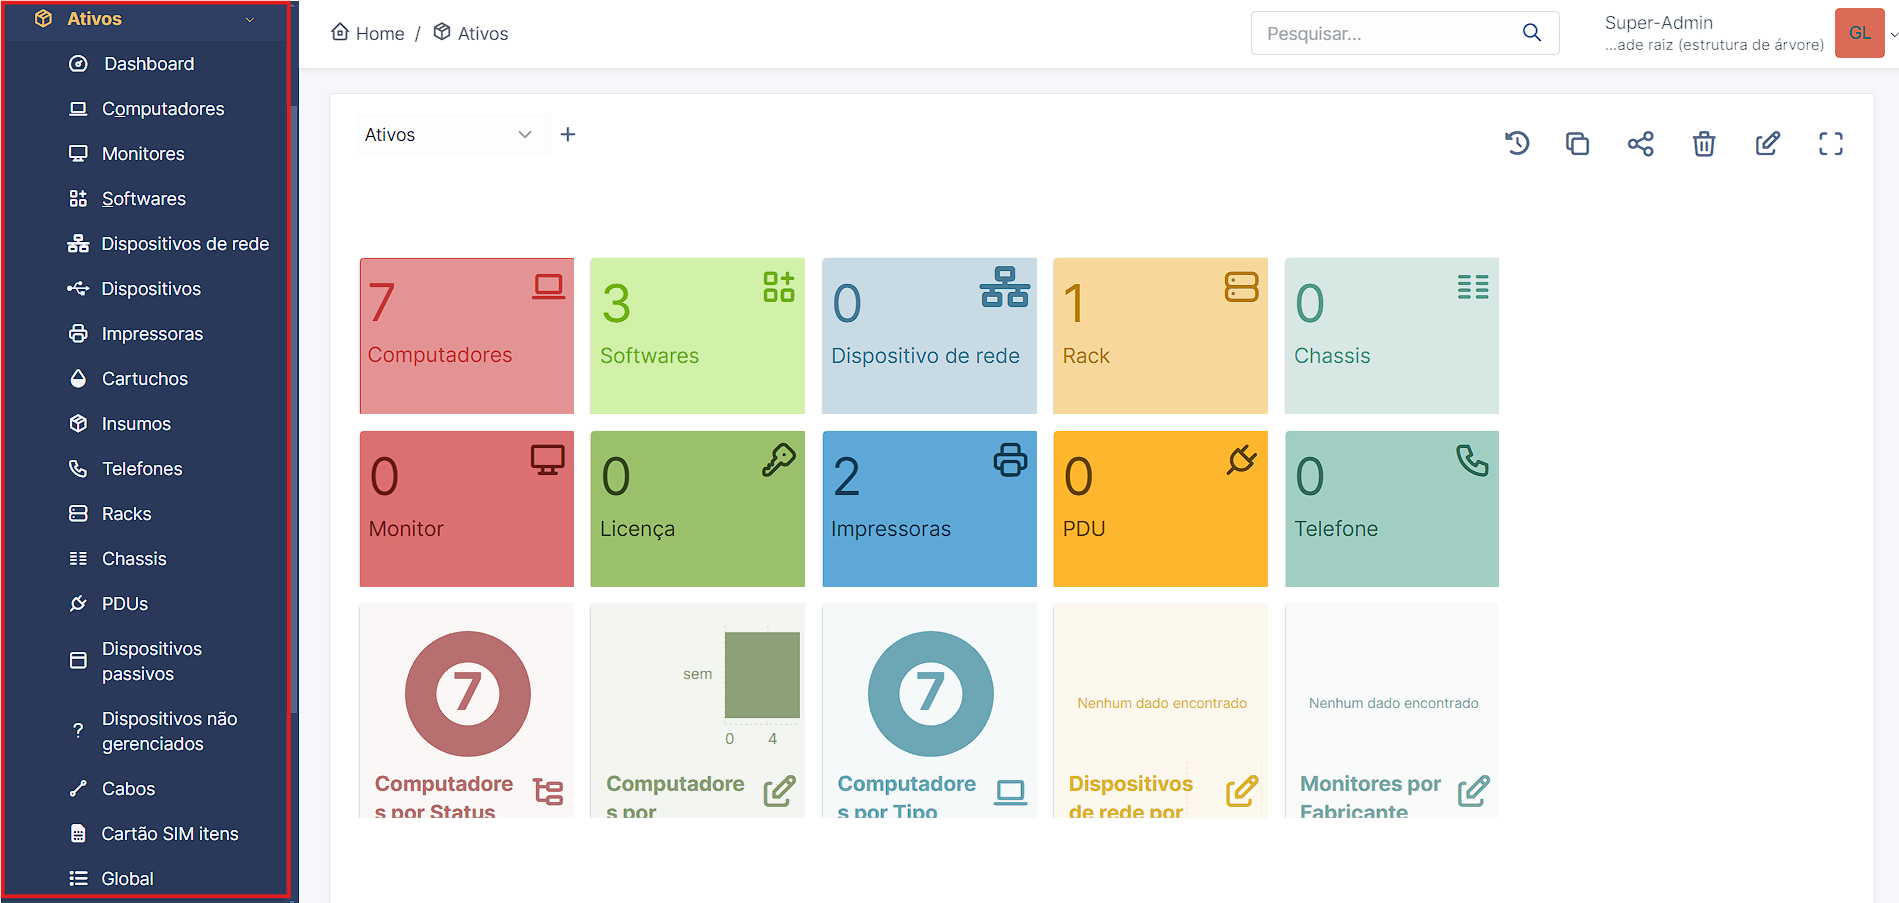 Ativos
Dashboard
Computadores
Monitores
Softwares
Dispositivos de rede
Dispositivos
Impressoras
Cartuchos
Insumos
Telefones
Racks
Chassis
PDUs
Dispositivos
passivos
Dispositivos não
gerenciados
Cabos
Cartão SIM itens
Global
Home / Ativos
Pesquisar...
Super-Admin
...ade raiz (estrutura de árvore)
GL
Ativos
7
Computadores
3
Softwares
0
Dispositivo de rede
1
Rack
0
Chassis
0
Monitor
0
Licença
2
Impressoras
0
PDU
0
Telefone
7
Computadore
s por Status
sem
0 4
Computadore
s por
7
Computadore
s por Tipo
Nenhum dado encontrado
Dispositivos
de rede por
Nenhum dado encontrado
Monitores por
Fabricante